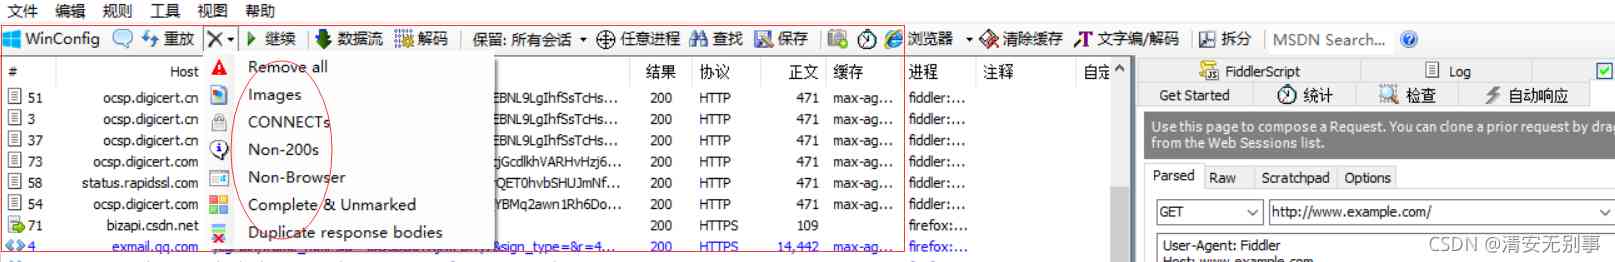 文件 编辑 规则 工具 视图 帮助
WinConfig 重放 继续 数据流 解码 保留: 所有会话 任意进程 查找 保存 浏览器 清除缓存 文字编/解码 拆分 MSDN Search...
# Host 结果 协议 正文 缓存 进程 注释 自定
51 ocsp.digicert.cn EBNL9LgIhfSsTcHs... 200 HTTP 471 max-ag... fiddler:...
3 ocsp.digicert.cn EBNL9LgIhfSsTcHs... 200 HTTP 471 max-ag... fiddler:...
37 ocsp.digicert.cn EBNL9LgIhfSsTcHs... 200 HTTP 471 max-ag... fiddler:...
73 ocsp.digicert.com jGcdlkhVARHvHzj6... 200 HTTP 471 max-ag... fiddler:...
58 status.rapidssl.com QET0hvbSHUJmNf... 200 HTTP 471 max-ag... fiddler:...
54 ocsp.digicert.com YBMq2awn1Rh6Do... 200 HTTP 471 max-ag... fiddler:...
71 bizapi.csdn.net 200 HTTPS 109 firefox:...
4 exmail.qq.com &sign_type=&r=4... 200 HTTPS 14,442 max-ag... firefox:...
Remove all
Images
CONNECTs
Non-200s
Non-Browser
Complete & Unmarked
Duplicate response bodies
FiddlerScript Log
Get Started 统计 检查 自动响应
Use this page to compose a Request. You can clone a prior request by drag
from the Web Sessions list.
Parsed Raw Scratchpad Options
GET http://www.example.com/
User-Agent: Fiddler
Host: www.example.com
CSDN @清安无别事